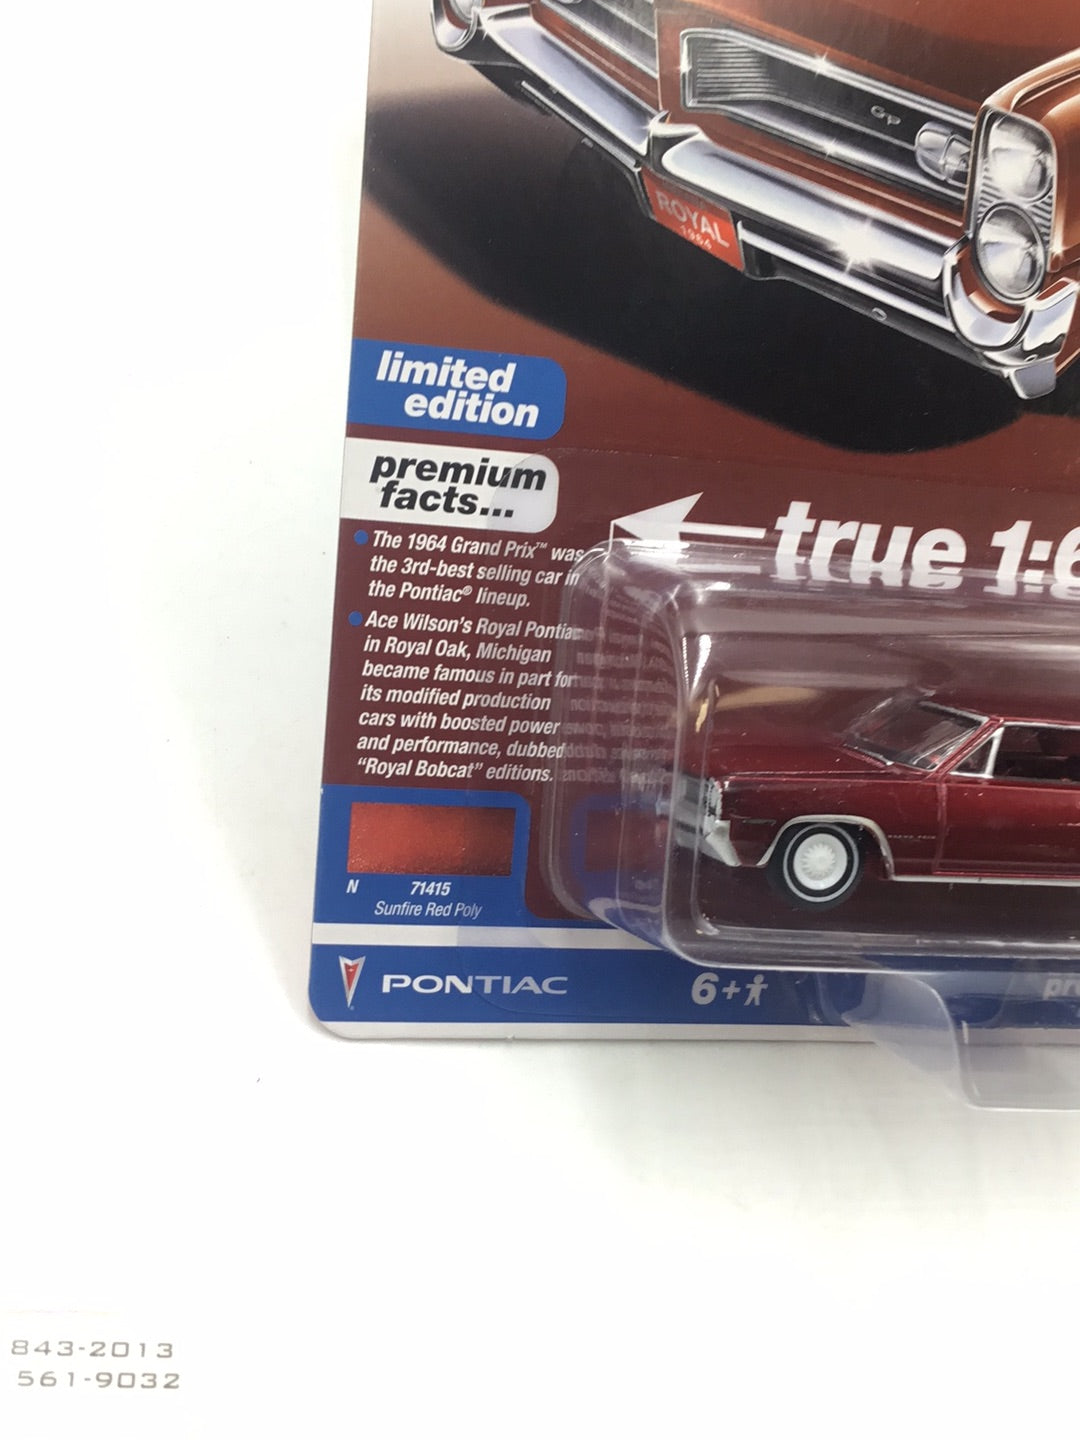 GP
ROYAL
1964
limited
edition
premium
facts...
true 1:6
The 1964 Grand Prix™ was
the 3rd-best selling car in
the Pontiac® lineup.
Ace Wilson's Royal Pontiac
in Royal Oak, Michigan
became famous in part for
its modified production
cars with boosted power
and performance, dubbed
"Royal Bobcat" editions.
N 71415
Sunfire Red Poly
PONTIAC
6+
pr
843-2013
561-9032